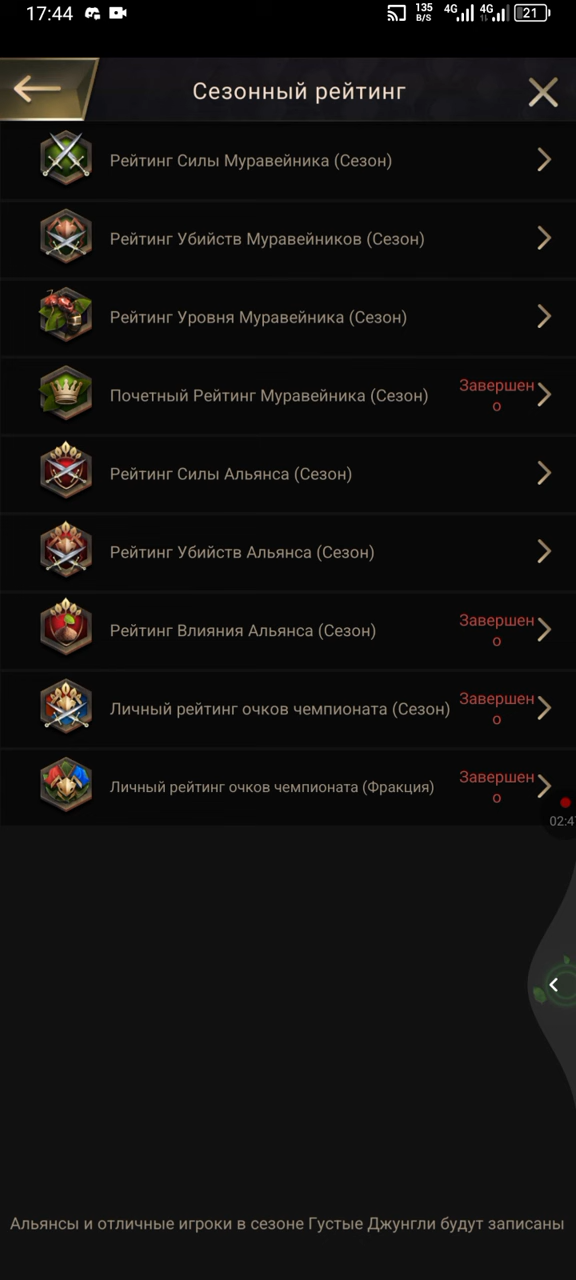 17:44
135
B/S
4G
4G
21
Сезонный рейтинг
Рейтинг Силы Муравейника (Сезон)
Рейтинг Убийств Муравейников (Сезон)
Рейтинг Уровня Муравейника (Сезон)
Почетный Рейтинг Муравейника (Сезон)
Завершен
о
Рейтинг Силы Альянса (Сезон)
Рейтинг Убийств Альянса (Сезон)
Рейтинг Влияния Альянса (Сезон)
Завершен
о
Личный рейтинг очков чемпионата (Сезон)
Завершен
о
Личный рейтинг очков чемпионата (Фракция)
Завершен
о
Альянсы и отличные игроки в сезоне Густые Джунгли будут записаны